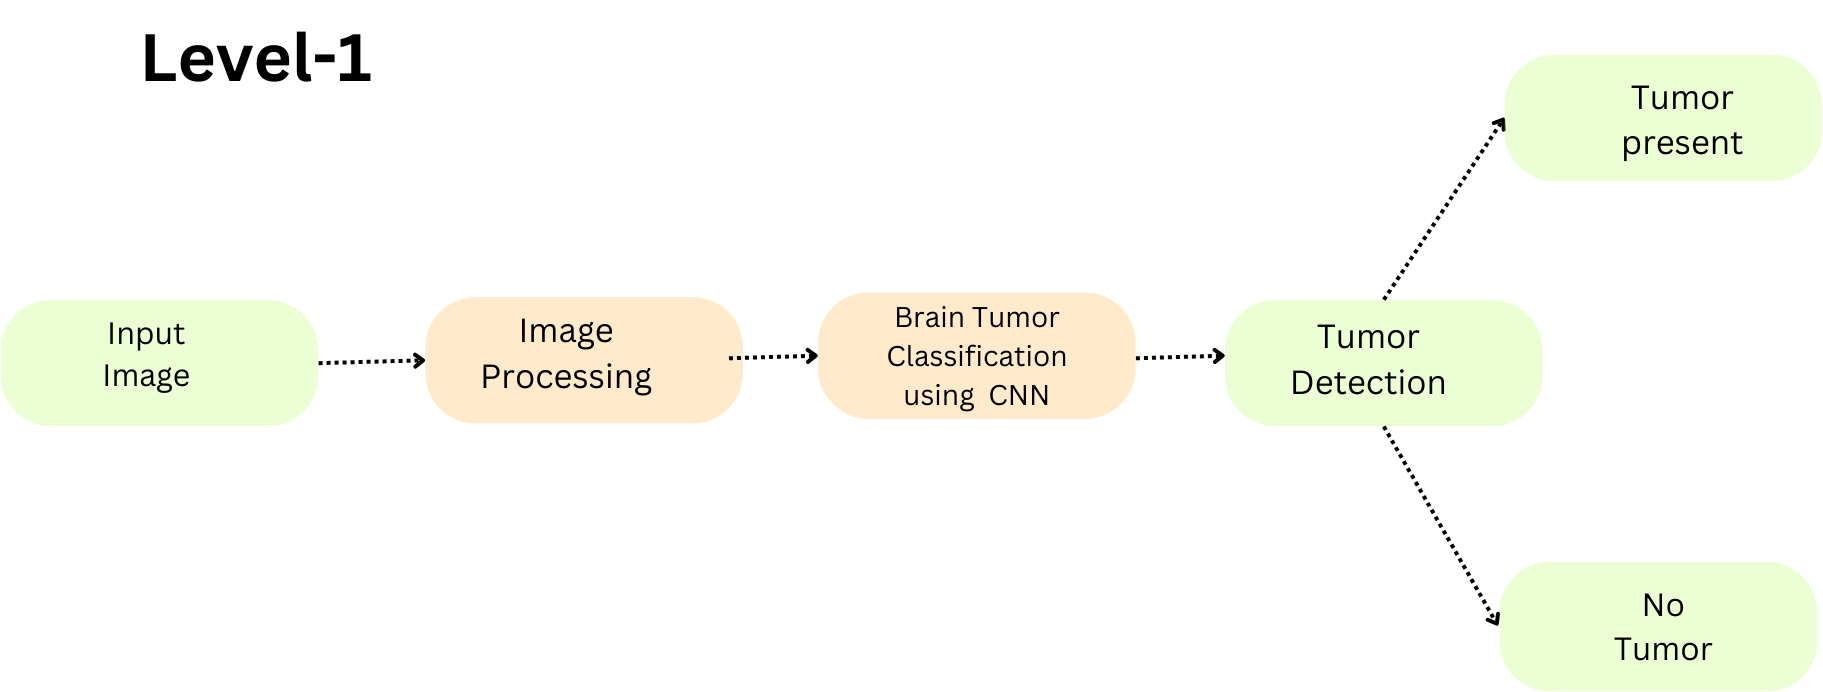 Level-1
Input
Image
Image
Processing
Brain Tumor
Classification
using  CNN
Tumor
Detection
Tumor
present
No
Tumor